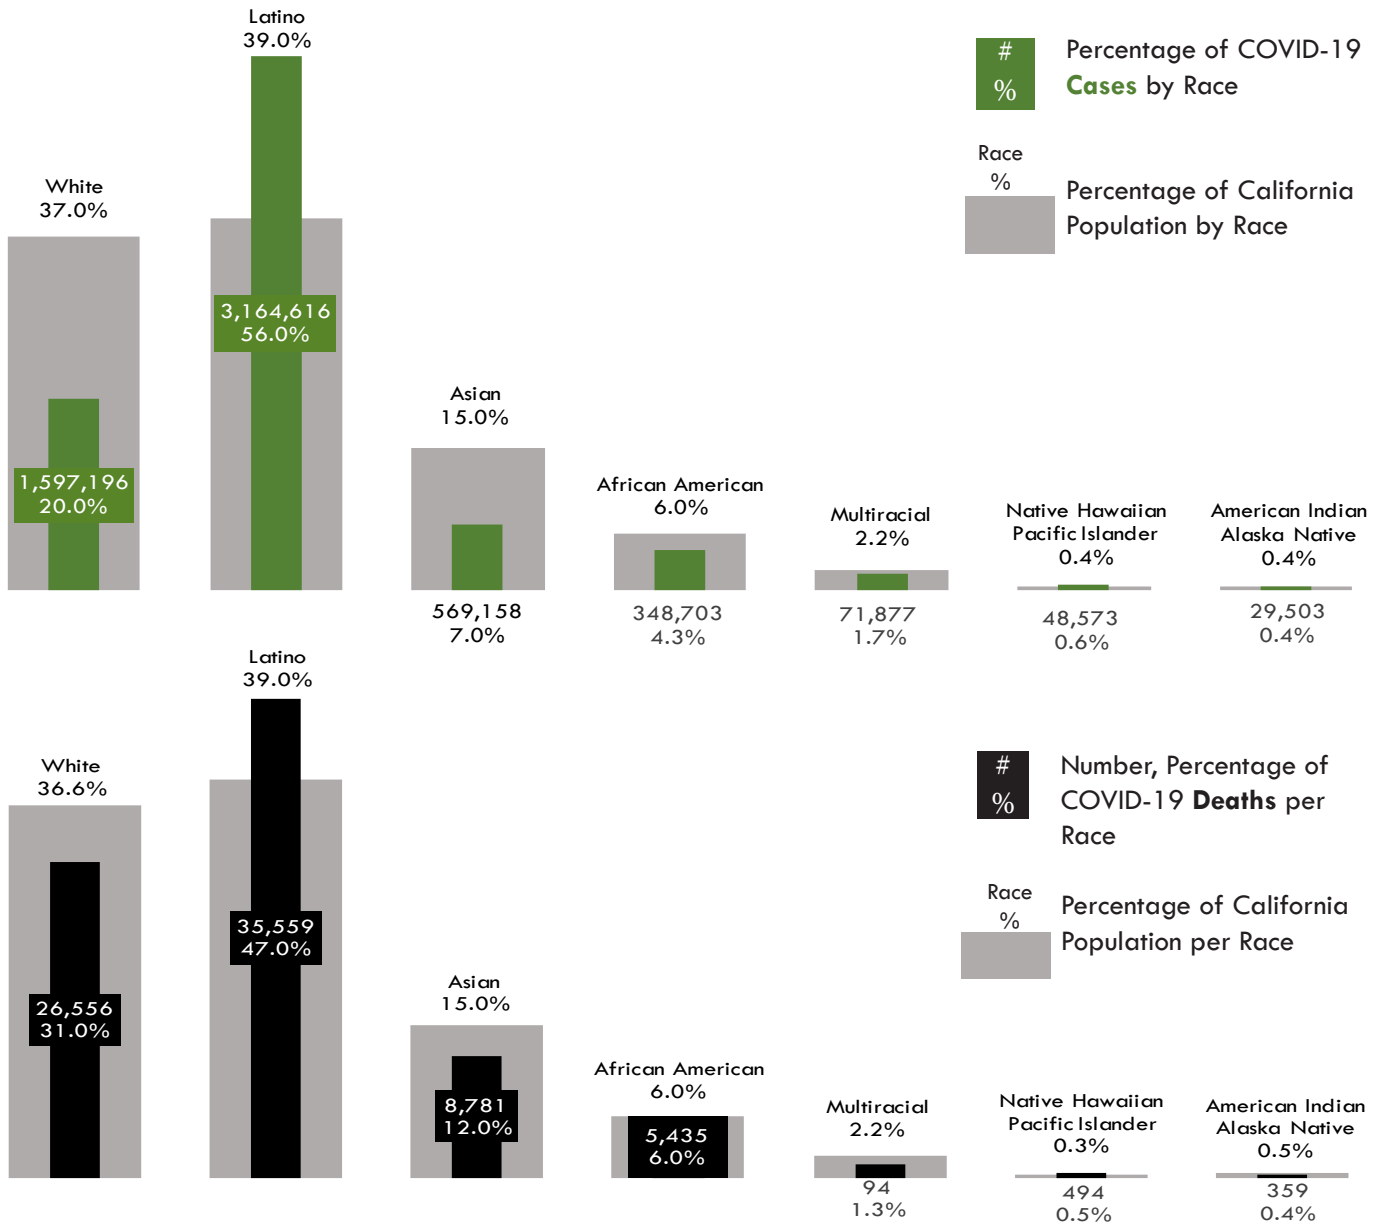 Latino
39.0%
#
%
Percentage of COVID-19
Cases by Race
Race
%
Percentage of California
Population by Race
White
37.0%
3,164,616
56.0%
Asian
15.0%
1,597,196
20.0%
African American
6.0%
Multiracial
2.2%
Native Hawaiian
Pacific Islander
0.4%
American Indian
Alaska Native
0.4%
569,158
7.0%
348,703
4.3%
71,877
1.7%
48,573
0.6%
29,503
0.4%
Latino
39.0%
White
36.6%
#
%
Number, Percentage of
COVID-19 Deaths per
Race
Race
%
Percentage of California
Population per Race
35,559
47.0%
26,556
31.0%
Asian
15.0%
8,781
12.0%
African American
6.0%
5,435
6.0%
Multiracial
2.2%
Native Hawaiian
Pacific Islander
0.3%
American Indian
Alaska Native
0.5%
94
1.3%
494
0.5%
359
0.4%